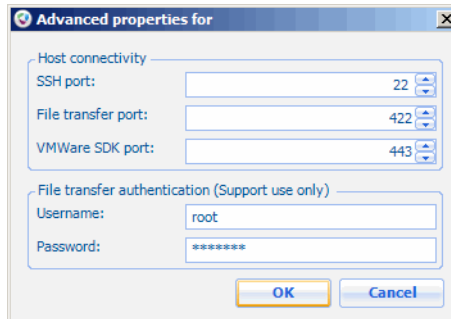 Advanced properties for
Host connectivity
SSH port: 22
File transfer port: 422
VMWare SDK port: 443
File transfer authentication (Support use only)
Username: root
Password: *******
OK Cancel